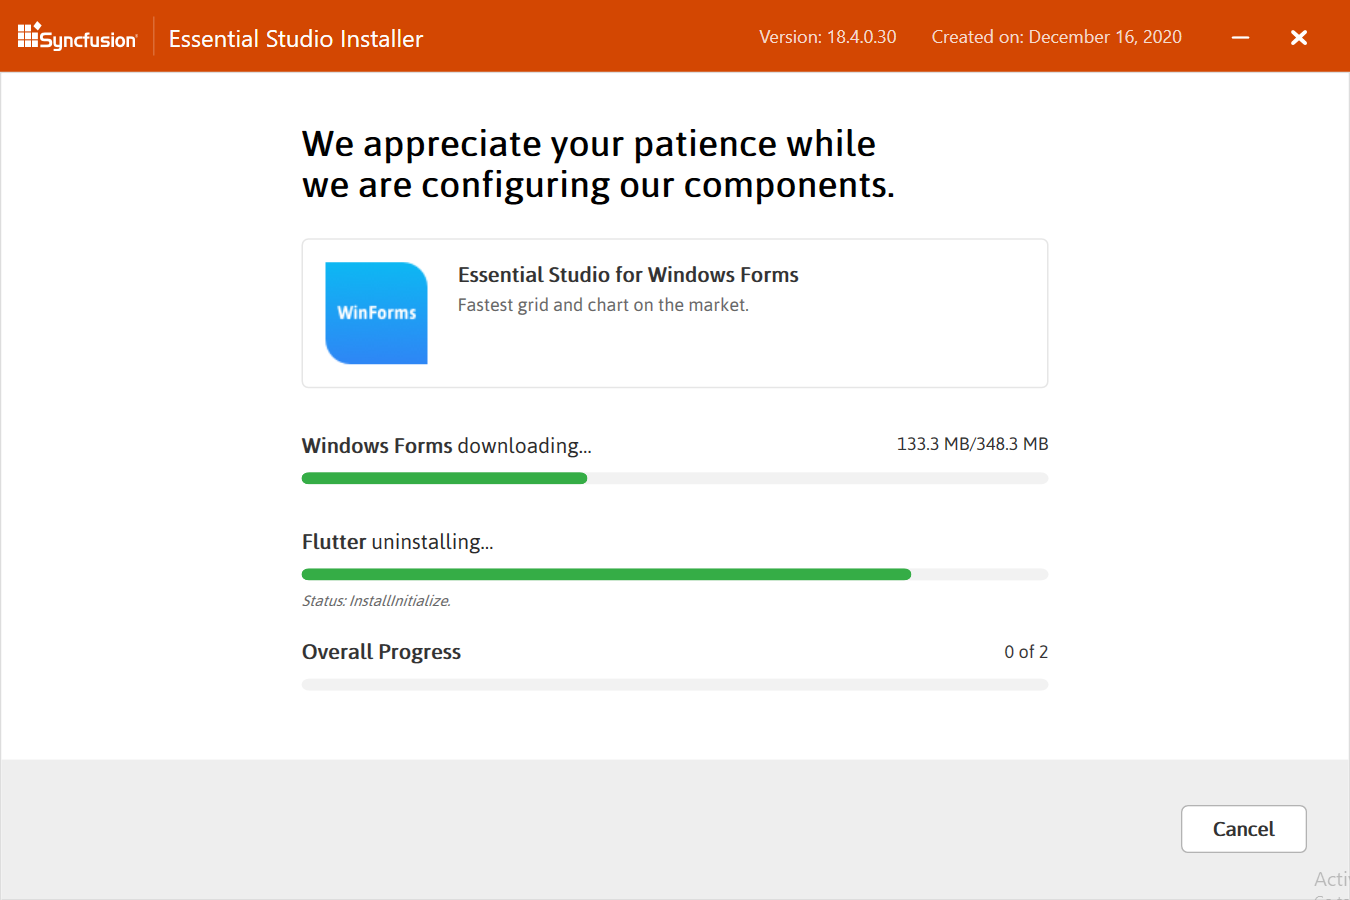 Syncfusion
Essential Studio Installer
Version: 18.4.0.30
Created on: December 16, 2020
We appreciate your patience while
we are configuring our components.
WinForms
Essential Studio for Windows Forms
Fastest grid and chart on the market.
Windows Forms downloading...
133.3 MB/348.3 MB
Flutter uninstalling...
Status: InstallInitialize.
Overall Progress
0 of 2
Cancel